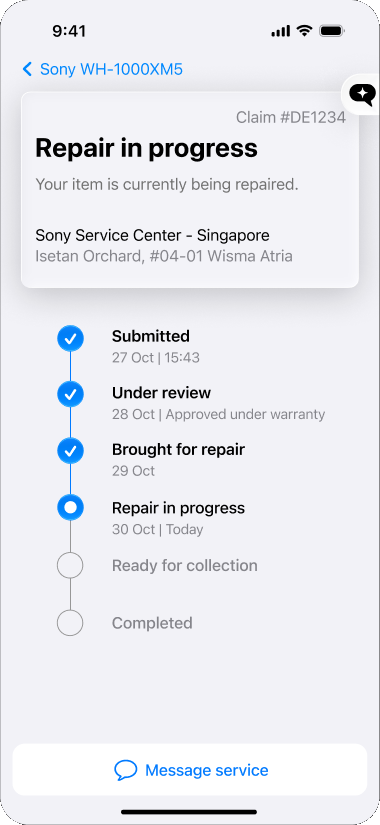 9:41
Sony WH-1000XM5
Claim #DE1234
Repair in progress
Your item is currently being repaired.
Sony Service Center - Singapore
Isetan Orchard, #04-01 Wisma Atria
Submitted
27 Oct | 15:43
Under review
28 Oct | Approved under warranty
Brought for repair
29 Oct
Repair in progress
30 Oct | Today
Ready for collection
Completed
Message service